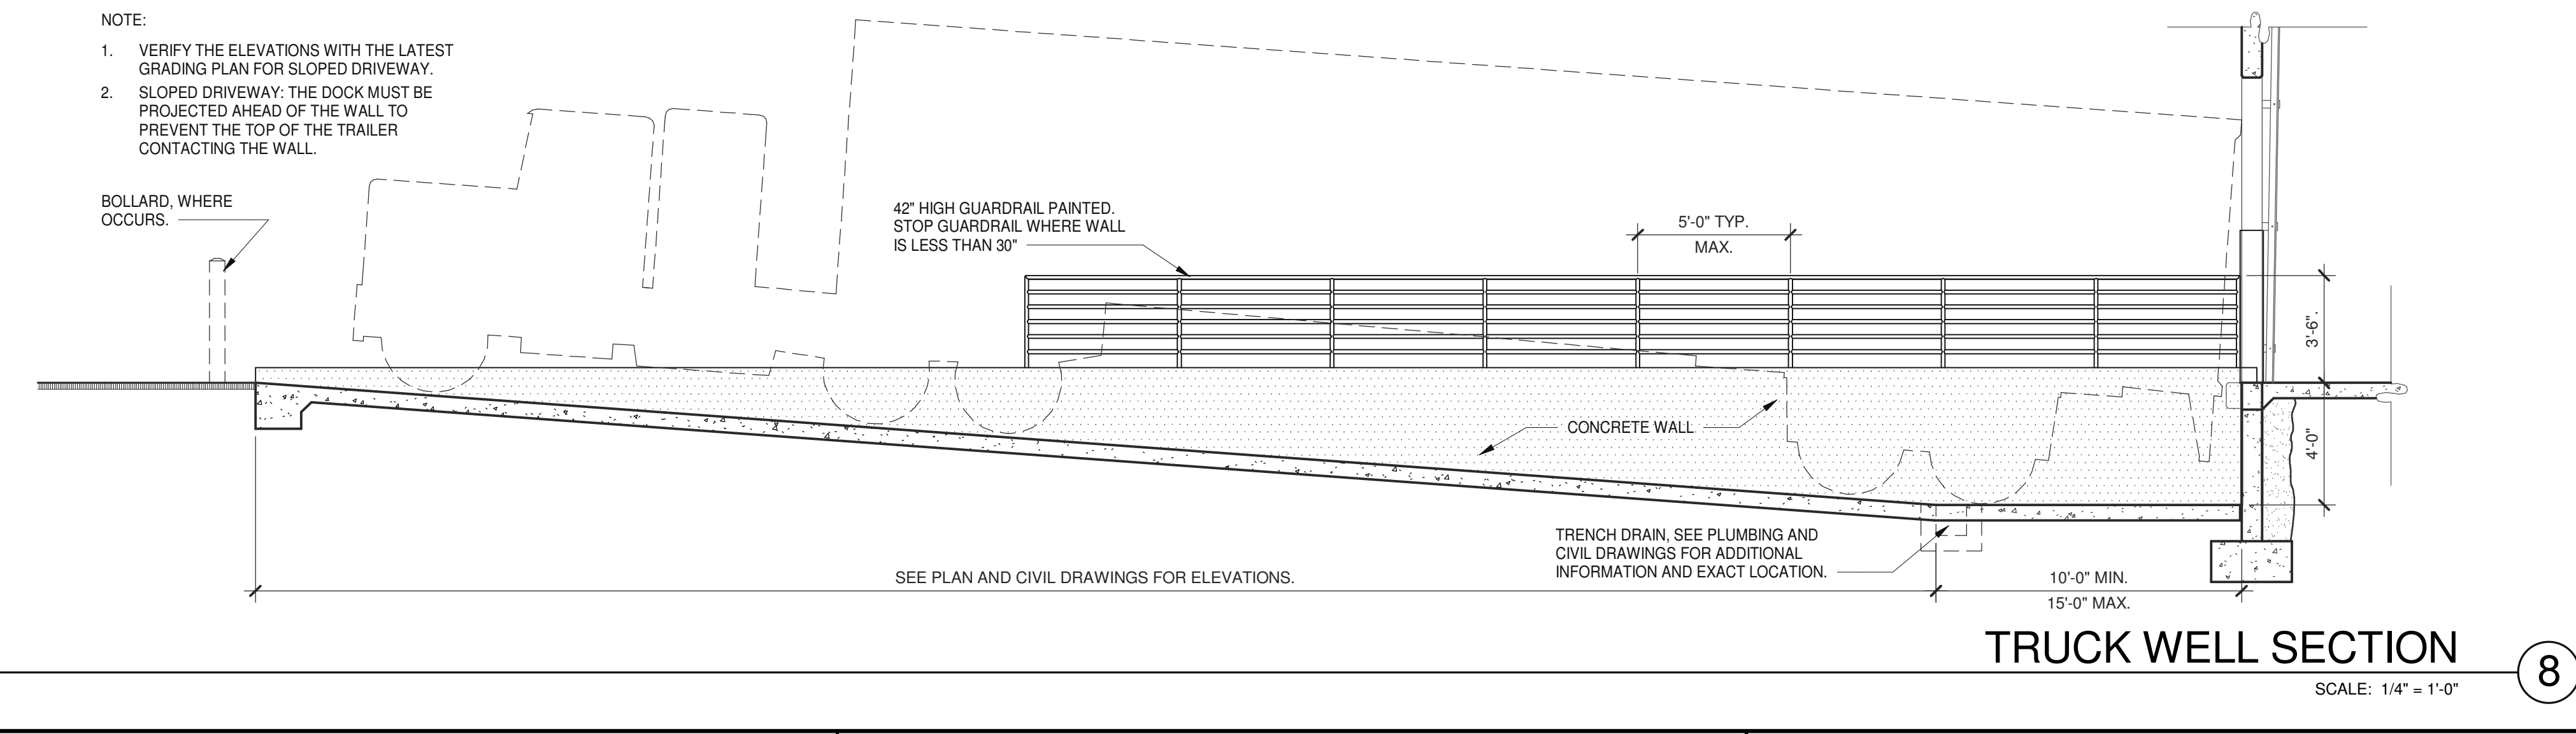 NOTE:
1. VERIFY THE ELEVATIONS WITH THE LATEST
GRADING PLAN FOR SLOPED DRIVEWAY.
2. SLOPED DRIVEWAY: THE DOCK MUST BE
PROJECTED AHEAD OF THE WALL TO
PREVENT THE TOP OF THE TRAILER
CONTACTING THE WALL.
BOLLARD, WHERE
OCCURS.
42" HIGH GUARDRAIL PAINTED.
STOP GUARDRAIL WHERE WALL
IS LESS THAN 30"
5'-0" TYP.
MAX.
3'-6".
4'-0"
CONCRETE WALL
TRENCH DRAIN, SEE PLUMBING AND
CIVIL DRAWINGS FOR ADDITIONAL
INFORMATION AND EXACT LOCATION.
SEE PLAN AND CIVIL DRAWINGS FOR ELEVATIONS.
10'-0" MIN.
15'-0" MAX.
TRUCK WELL SECTION
8
SCALE: 1/4" = 1'-0"